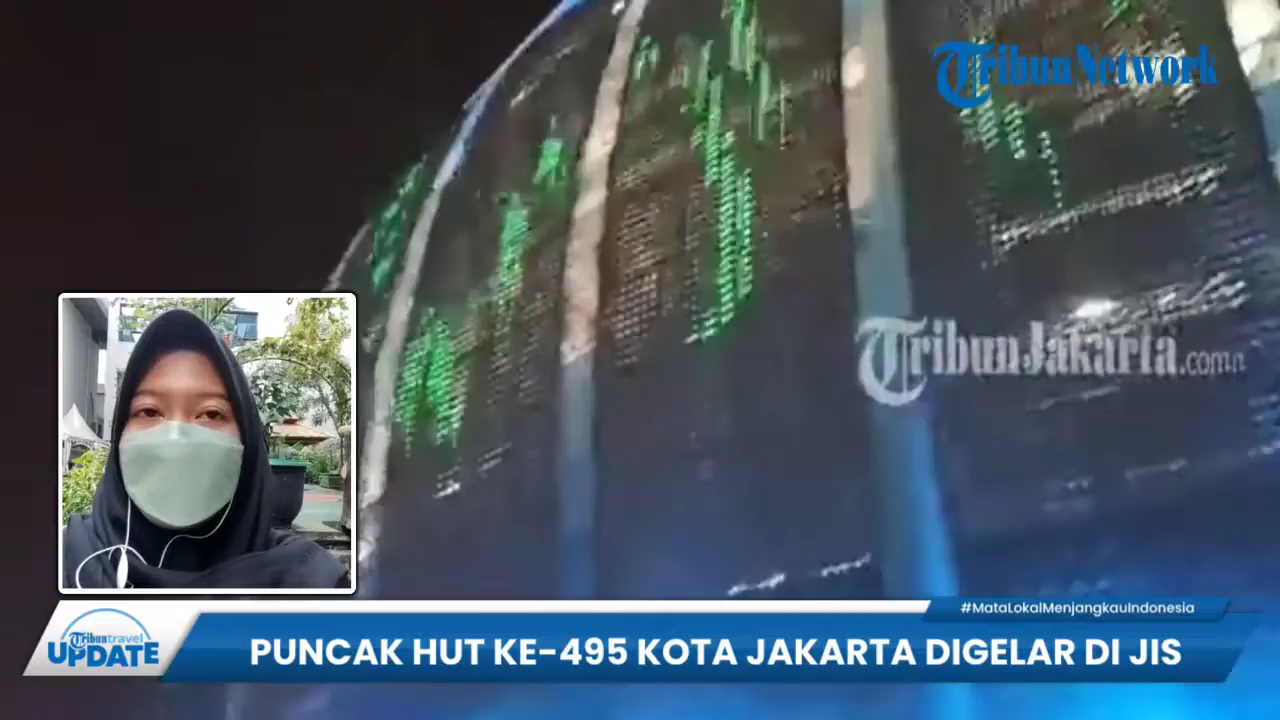 TribunNetwork
TribunJakarta.com
#MataLokalMenjangkauIndonesia
Tribuntravel
UPDATE
PUNCAK HUT KE-495 KOTA JAKARTA DIGELAR DI JIS